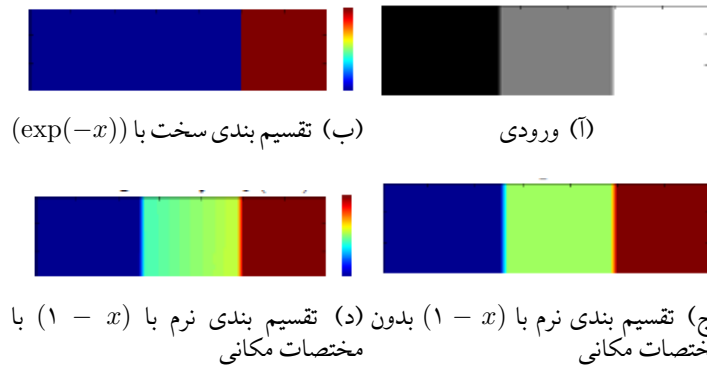 (آ) ورودی
(ب) تقسیم بندی سخت با (exp(−x))
ج) تقسیم بندی نرم با (۱ − x) بدون
ختصات مکانی
(د) تقسیم بندی نرم با (۱ − x) با
مختصات مکانی